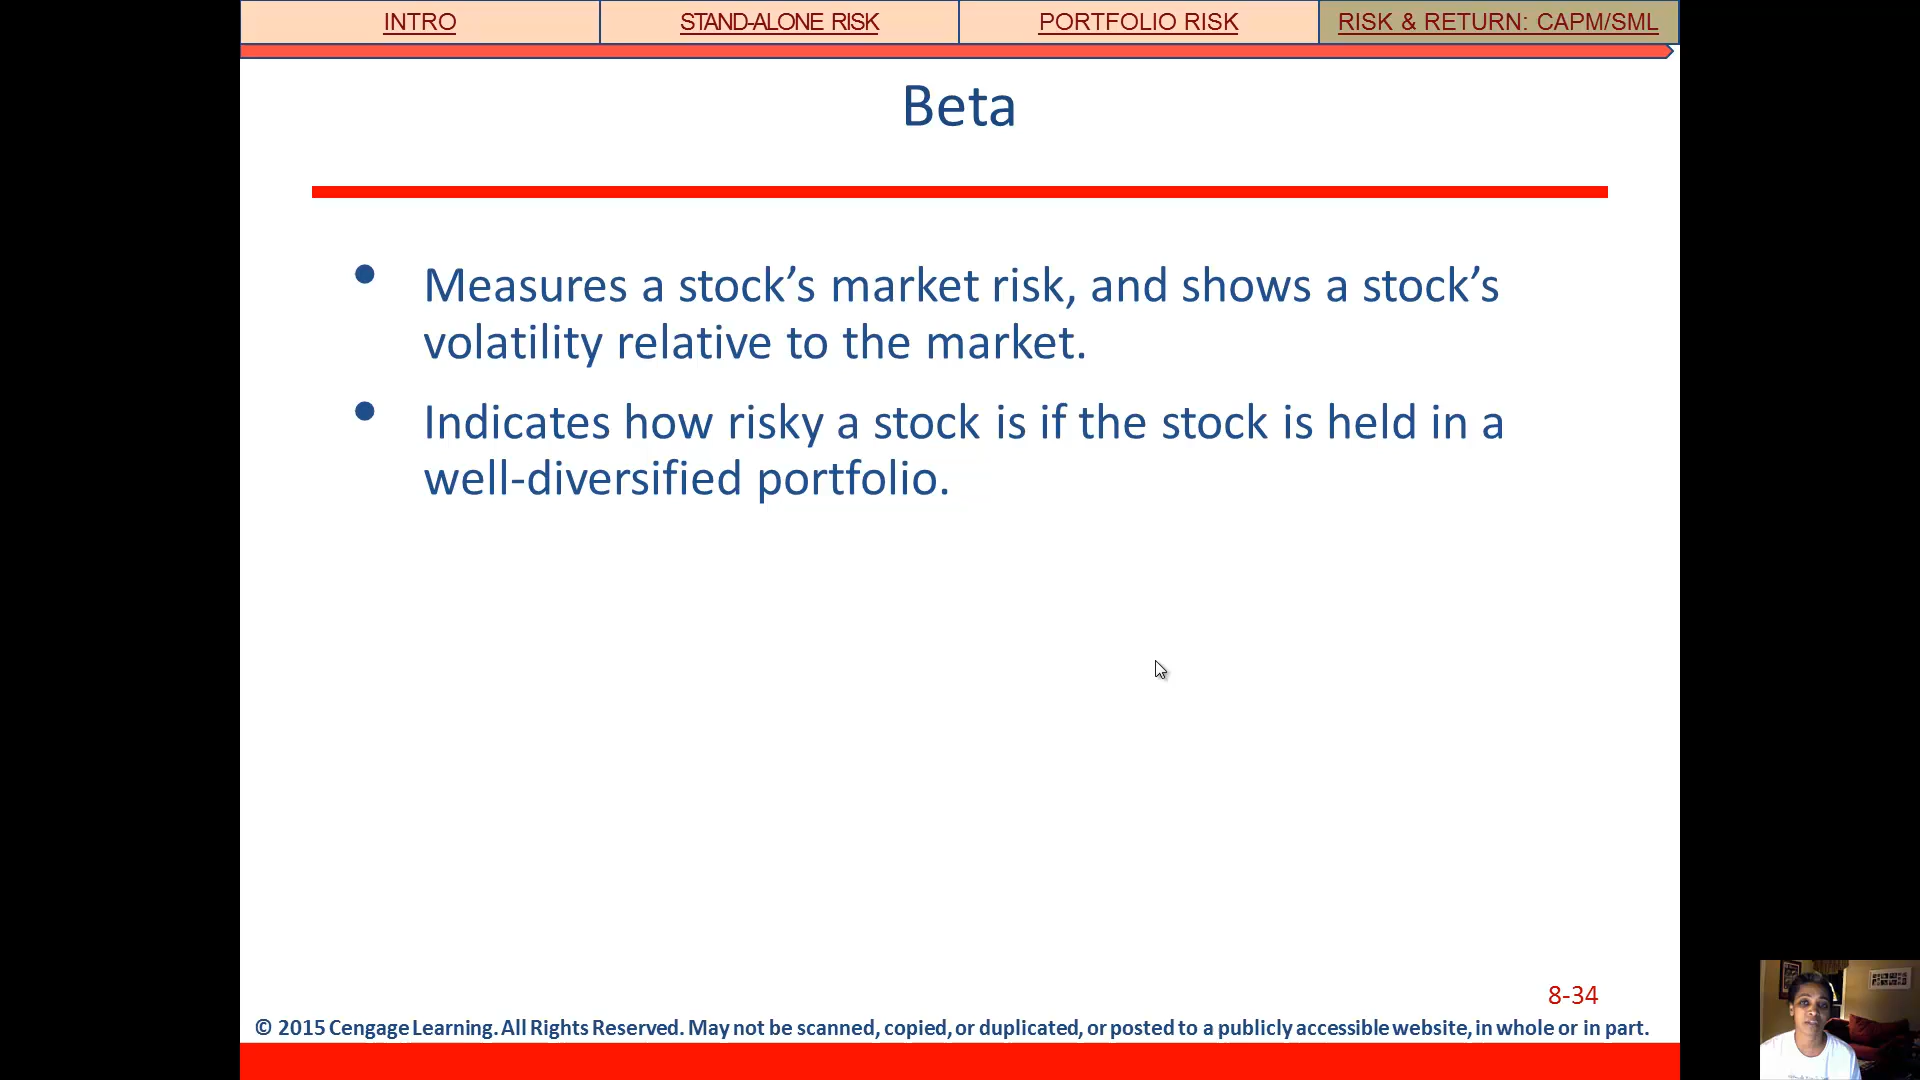 INTRO
STAND-ALONE RISK
PORTFOLIO RISK
RISK & RETURN: CAPM/SML
Beta
• Measures a stock’s market risk, and shows a stock’s
volatility relative to the market.
• Indicates how risky a stock is if the stock is held in a
well-diversified portfolio.
8-34
© 2015 Cengage Learning. All Rights Reserved. May not be scanned, copied, or duplicated, or posted to a publicly accessible website, in whole or in part.